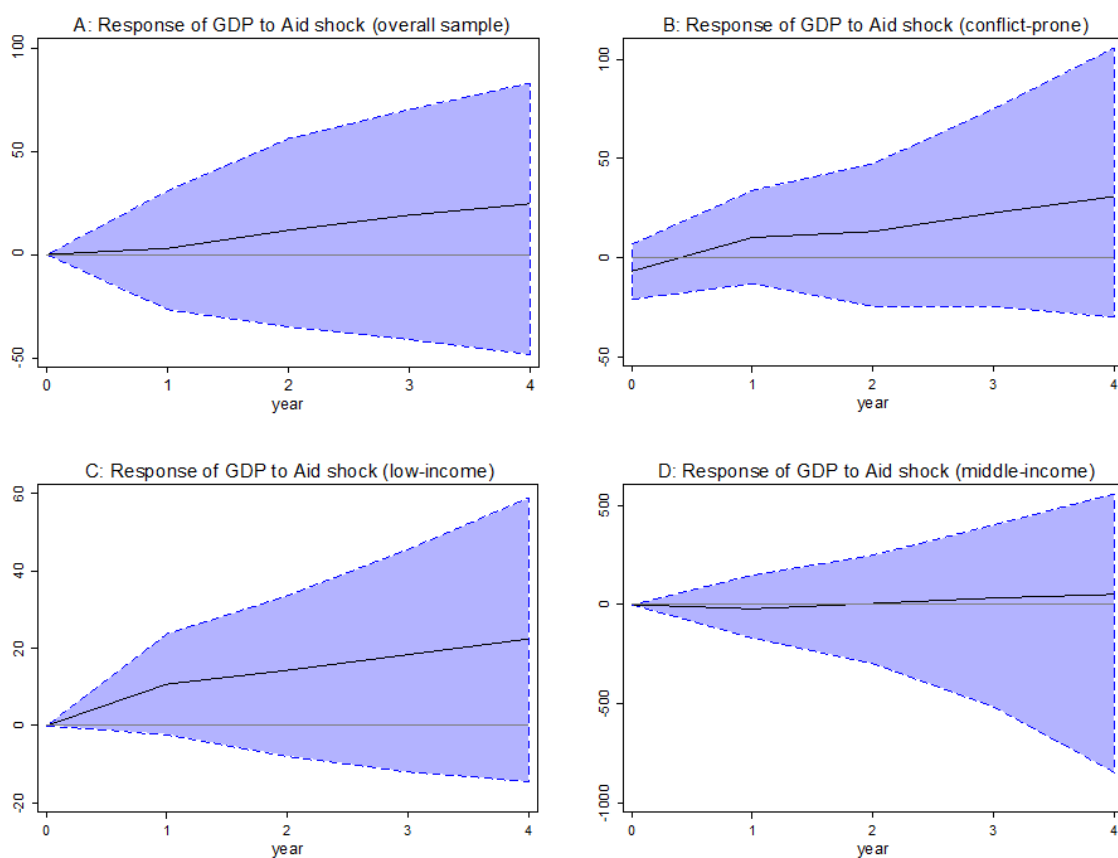 A: Response of GDP to Aid shock (overall sample)
100
50
0
-50
0 1 2 3 4
year
B: Response of GDP to Aid shock (conflict-prone)
100
50
0
-50
0 1 2 3 4
year
C: Response of GDP to Aid shock (low-income)
60
40
20
0
-20
0 1 2 3 4
year
D: Response of GDP to Aid shock (middle-income)
500
0
-500
-1000
0 1 2 3 4
year